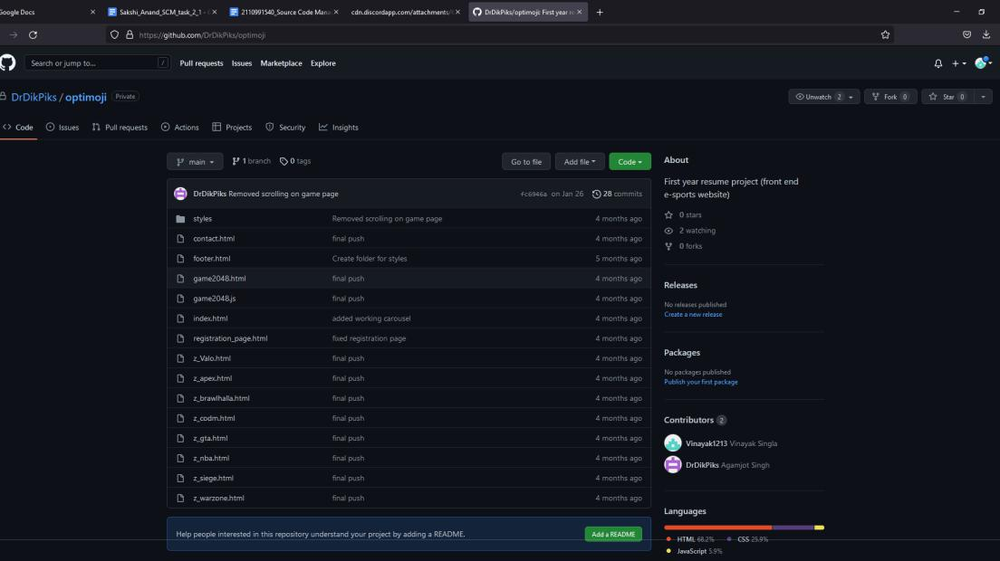 Google Docs
Sakshi_Anand_SCM_task_2_1 -
2110991540_Source Code Mana
cdn.discordapp.com/attachments/
DrDikPiks/optimoji: First year re
https://github.com/DrDikPiks/optimoji
Search or jump to... /
Pull requests Issues Marketplace Explore
DrDikPiks / optimoji Private
Unwatch 2 Fork 0 Star 0
Code Issues Pull requests Actions Projects Security Insights
main 1 branch 0 tags Go to file Add file Code
DrDikPiks Removed scrolling on game page fc6946a on Jan 26 28 commits
styles Removed scrolling on game page 4 months ago
contact.html final push 4 months ago
footer.html Create folder for styles 5 months ago
game2048.html final push 4 months ago
game2048.js final push 4 months ago
index.html added working carousel 4 months ago
registration_page.html fixed registration page 4 months ago
z_Valo.html final push 4 months ago
z_apex.html final push 4 months ago
z_brawlhalla.html final push 4 months ago
z_codm.html final push 4 months ago
z_gta.html final push 4 months ago
z_nba.html final push 4 months ago
z_siege.html final push 4 months ago
z_warzone.html final push 4 months ago
Help people interested in this repository understand your project by adding a README. Add a README
About
First year resume project (front end
e-sports website)
0 stars
2 watching
0 forks
Releases
No releases published
Create a new release
Packages
No packages published
Publish your first package
Contributors 2
Vinayak1213 Vinayak Singla
DrDikPiks Agamjot Singh
Languages
HTML 68.2% CSS 25.9%
JavaScript 5.9%